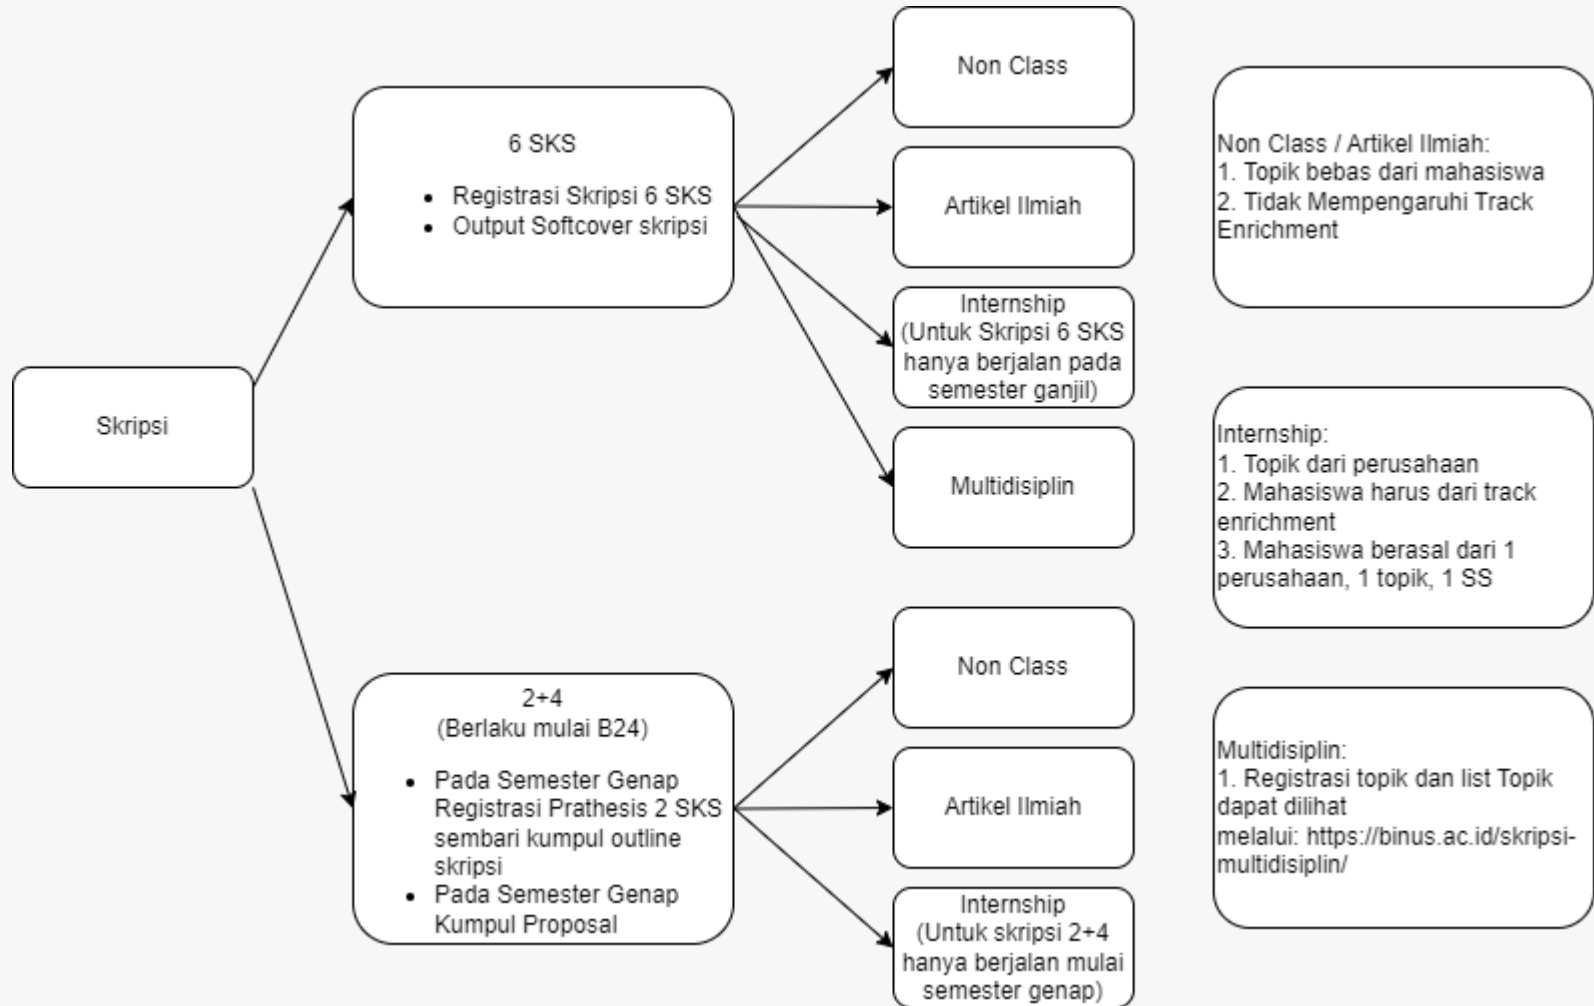 Skripsi
6 SKS
• Registrasi Skripsi 6 SKS
• Output Softcover skripsi
2+4
(Berlaku mulai B24)
• Pada Semester Genap
Registrasi Prathesis 2 SKS
sembari kumpul outline
skripsi
• Pada Semester Genap
Kumpul Proposal
Non Class
Artikel Ilmiah
Internship
(Untuk Skripsi 6 SKS
hanya berjalan pada
semester ganjil)
Multidisiplin
Non Class
Artikel Ilmiah
Internship
(Untuk skripsi 2+4
hanya berjalan mulai
semester genap)
Non Class / Artikel Ilmiah:
1. Topik bebas dari mahasiswa
2. Tidak Mempengaruhi Track
Enrichment
Internship:
1. Topik dari perusahaan
2. Mahasiswa harus dari track
enrichment
3. Mahasiswa berasal dari 1
perusahaan, 1 topik, 1 SS
Multidisiplin:
1. Registrasi topik dan list Topik
dapat dilihat
melalui: https://binus.ac.id/skripsi-
multidisiplin/